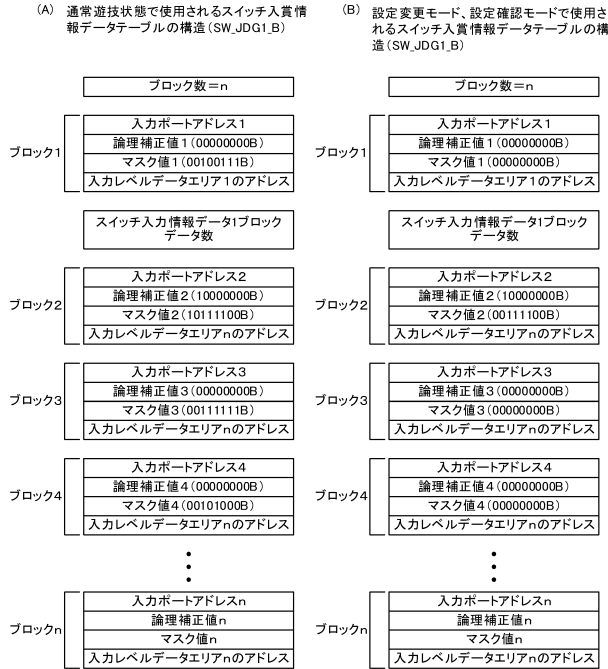 (A) 通常遊技状態で使用されるスイッチ入賞情
報データテーブルの構造(SW_JDG1_B)
ブロック数=n
ブロック1
入力ポートアドレス1
論理補正値1(00000000B)
マスク値1(00100111B)
入力レベルデータエリア1のアドレス
スイッチ入力情報データ1ブロック
データ数
ブロック2
入力ポートアドレス2
論理補正値2(10000000B)
マスク値2(10111100B)
入力レベルデータエリアnのアドレス
ブロック3
入力ポートアドレス3
論理補正値3(00000000B)
マスク値3(00111111B)
入力レベルデータエリアnのアドレス
ブロック4
入力ポートアドレス4
論理補正値4(00000000B)
マスク値4(00101000B)
入力レベルデータエリアnのアドレス
ブロックn
入力ポートアドレスn
論理補正値n
マスク値n
入力レベルデータエリアnのアドレス
(B) 設定変更モード、設定確認モードで使用さ
れるスイッチ入賞情報データテーブルの構
造(SW_JDG1_B)
ブロック数=n
ブロック1
入力ポートアドレス1
論理補正値1(00000000B)
マスク値1(00000000B)
入力レベルデータエリア1のアドレス
スイッチ入力情報データ1ブロック
データ数
ブロック2
入力ポートアドレス2
論理補正値2(10000000B)
マスク値2(00111100B)
入力レベルデータエリアnのアドレス
ブロック3
入力ポートアドレス3
論理補正値3(00000000B)
マスク値3(00000000B)
入力レベルデータエリアnのアドレス
ブロック4
入力ポートアドレス4
論理補正値4(00000000B)
マスク値4(00000000B)
入力レベルデータエリアnのアドレス
ブロックn
入力ポートアドレスn
論理補正値n
マスク値n
入力レベルデータエリアnのアドレス